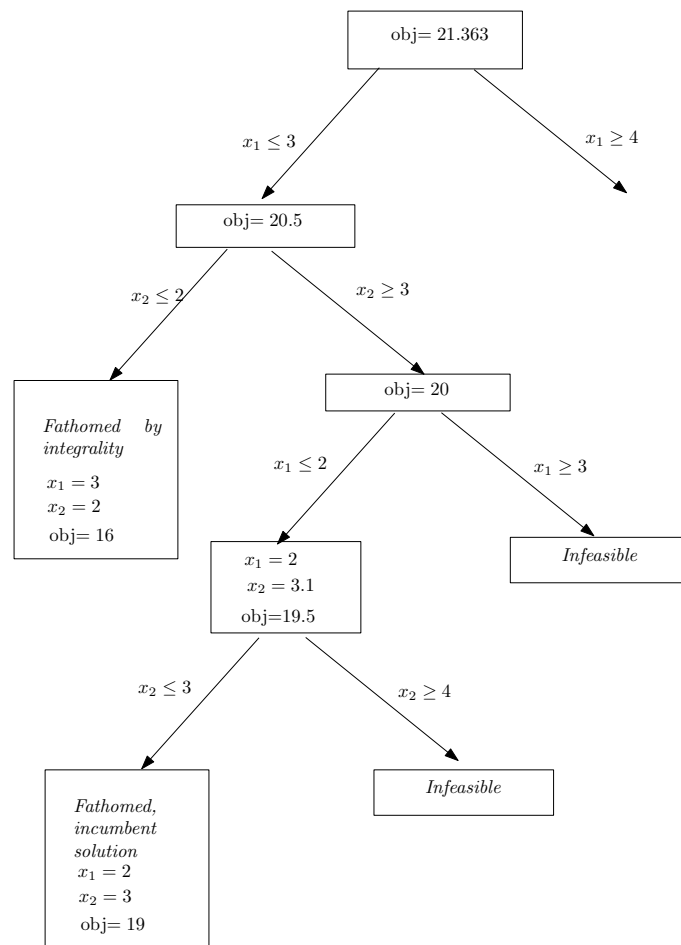 obj= 21.363
x₁ ≤ 3
x₁ ≥ 4
obj= 20.5
x₂ ≤ 2
x₂ ≥ 3
Fathomed by
integrality
x₁ = 3
x₂ = 2
obj= 16
obj= 20
x₁ ≤ 2
x₁ ≥ 3
x₁ = 2
x₂ = 3.1
obj=19.5
Infeasible
x₂ ≤ 3
x₂ ≥ 4
Fathomed,
incumbent
solution
x₁ = 2
x₂ = 3
obj= 19
Infeasible